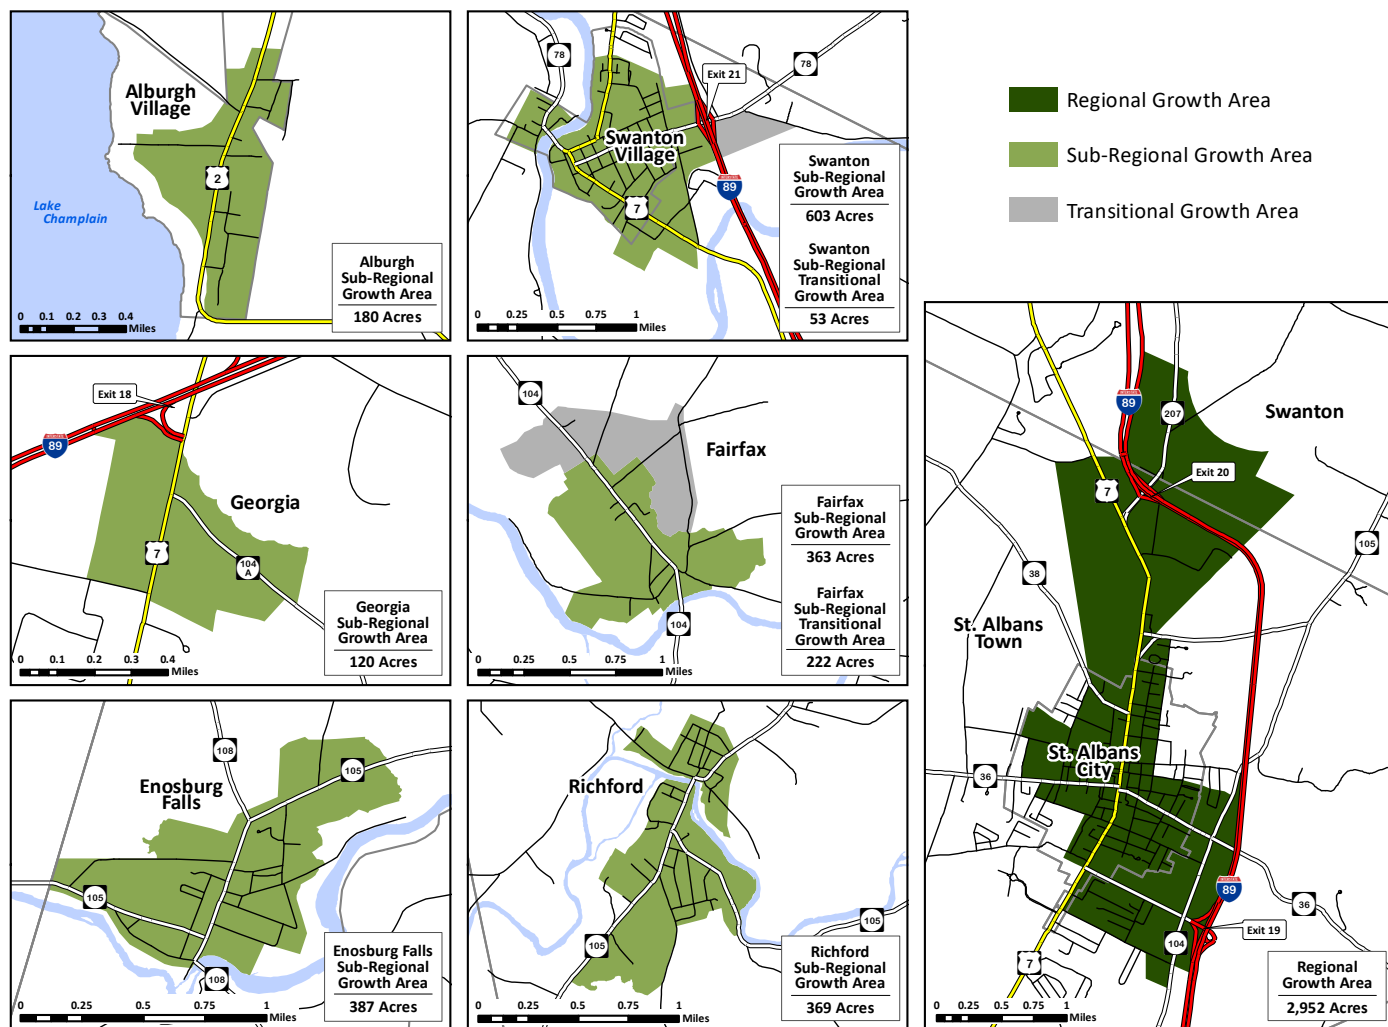 Alburgh
Village
2
Lake
Champlain
Alburgh
Sub-Regional
Growth Area
180 Acres
0 0.1 0.2 0.3 0.4
Miles
78
Exit 21
78
Swanton
Village
89
7
Swanton
Sub-Regional
Growth Area
603 Acres
Swanton
Sub-Regional
Transitional
Growth Area
53 Acres
0 0.25 0.5 0.75 1
Miles
Regional Growth Area
Sub-Regional Growth Area
Transitional Growth Area
Exit 18
89
Georgia
7
104
A
Georgia
Sub-Regional
Growth Area
120 Acres
0 0.1 0.2 0.3 0.4
Miles
104
Fairfax
104
Fairfax
Sub-Regional
Growth Area
363 Acres
Fairfax
Sub-Regional
Transitional
Growth Area
222 Acres
0 0.25 0.5 0.75 1
Miles
108
105
Enosburg
Falls
105
108
Enosburg Falls
Sub-Regional
Growth Area
387 Acres
0 0.25 0.5 0.75 1
Miles
Richford
105
105
Richford
Sub-Regional
Growth Area
369 Acres
0 0.25 0.5 0.75 1
Miles
89
207
Swanton
Exit 20
7
105
38
St. Albans
Town
St. Albans
City
36
89
36
Exit 19
104
7
Regional
Growth Area
2,952 Acres
0 0.25 0.5 0.75 1
Miles